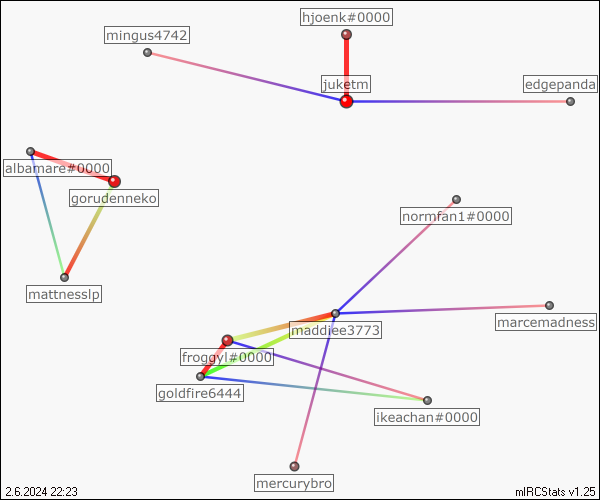 hjoenk#0000
mingus4742
juketm
edgepanda
albamare#0000
gorudenneko
normfan1#0000
mattnesslp
marcemadness
maddiee3773
froggyl#0000
goldfire6444
ikeachan#0000
mercurybro
2.6.2024 22:23
mIRCStats v1.25